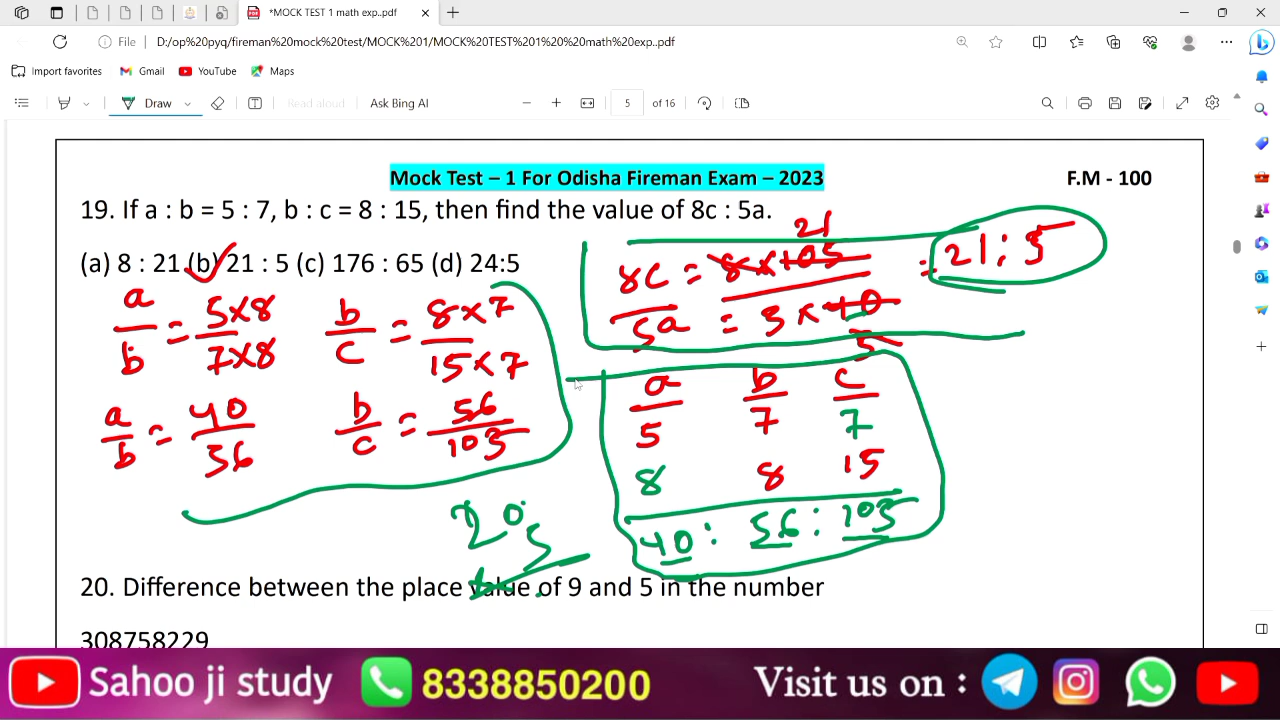 *MOCK TEST 1 math exp..pdf
File D:/op%20pyq/fireman%20mock%20test/MOCK%201/MOCK%20TEST%201%20%20math%20exp..pdf
Import favorites Gmail YouTube Maps
Draw Read aloud Ask Bing AI 5 of 16
Mock Test – 1 For Odisha Fireman Exam – 2023 F.M - 100
19. If a : b = 5 : 7, b : c = 8 : 15, then find the value of 8c : 5a.
(a) 8 : 21 (b) 21 : 5 (c) 176 : 65 (d) 24:5
21
8c = 8×105 = 21 : 5
5a = 5×40
5
a/b = 5×8/7×8 b/c = 8×7/15×7
a/b = 40/56 b/c = 56/105
a b c
5 7 7
8 8 15
40 : 56 : 105
20. Difference between the place value of 9 and 5 in the number
308758229
Sahoo ji study 8338850200 Visit us on :